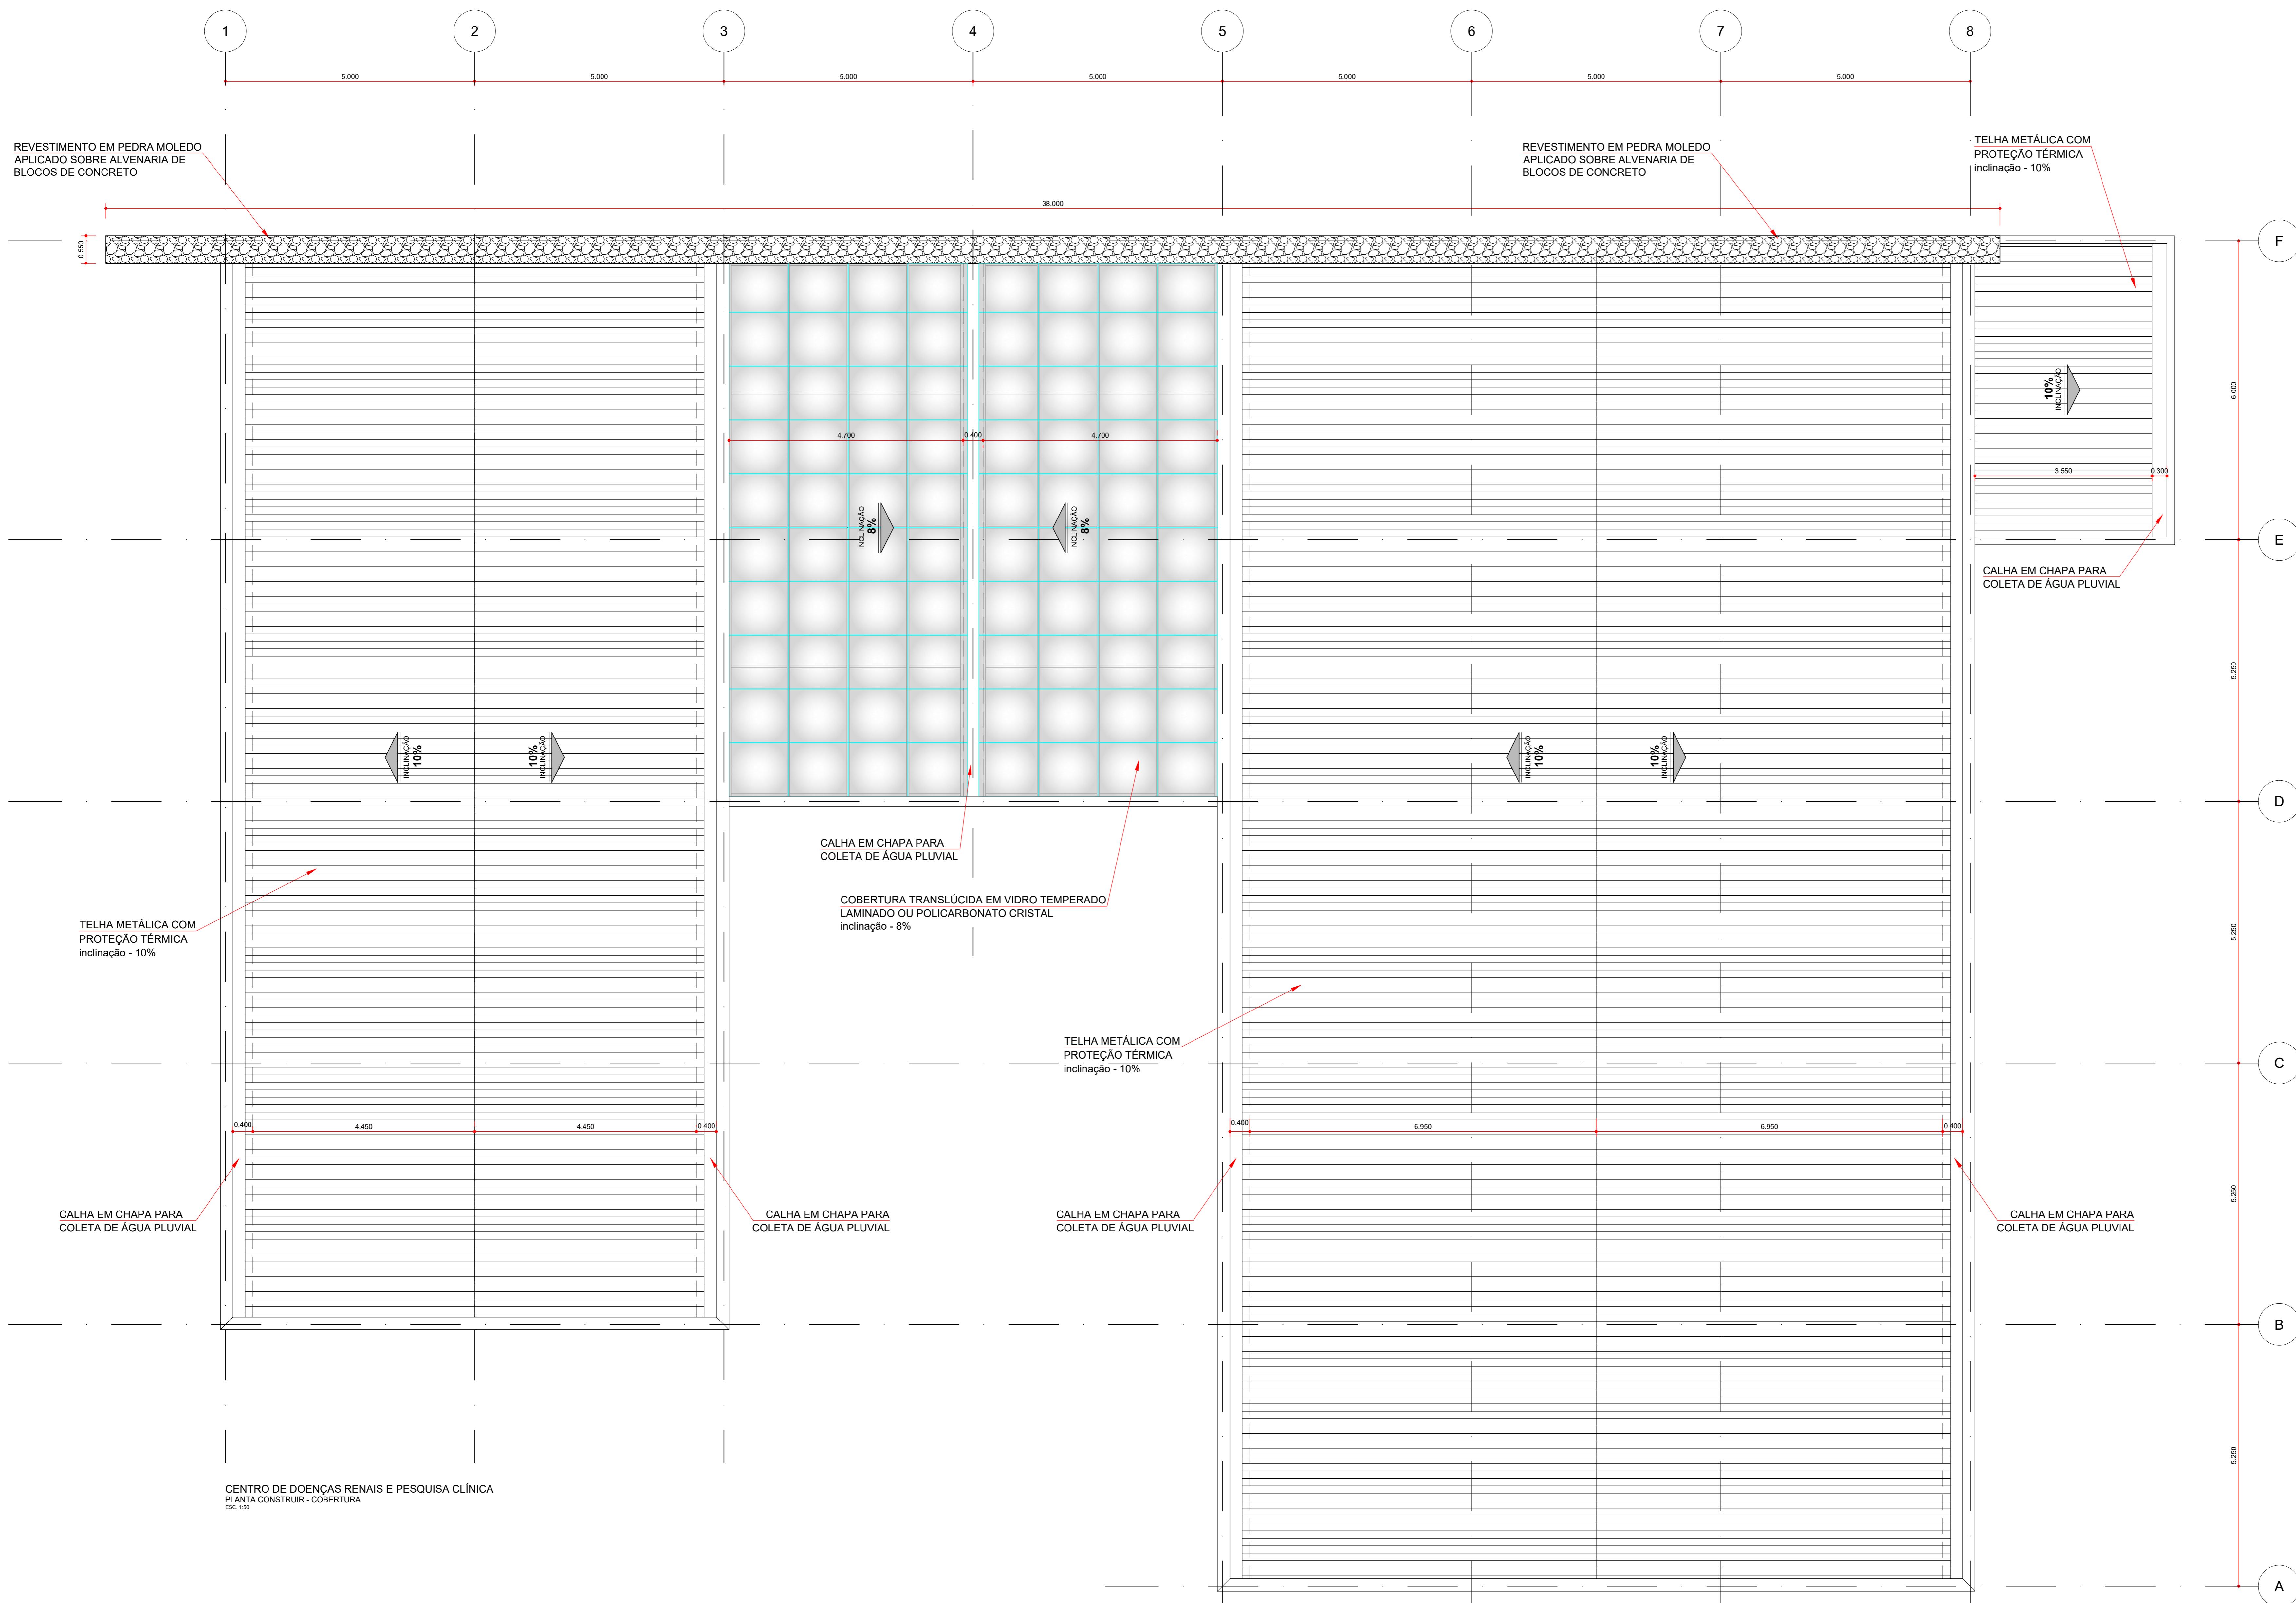 1
2
3
4
5
6
7
8
5.000
5.000
5.000
5.000
5.000
5.000
5.000
REVESTIMENTO EM PEDRA MOLEDO
APLICADO SOBRE ALVENARIA DE
BLOCOS DE CONCRETO
REVESTIMENTO EM PEDRA MOLEDO
APLICADO SOBRE ALVENARIA DE
BLOCOS DE CONCRETO
TELHA METÁLICA COM
PROTEÇÃO TÉRMICA
inclinação - 10%
38.000
0.550
F
10%
INCLINAÇÃO
6.000
4.700
0.400
4.700
3.550
0.300
INCLINAÇÃO
8%
INCLINAÇÃO
8%
E
CALHA EM CHAPA PARA
COLETA DE ÁGUA PLUVIAL
5.250
INCLINAÇÃO
10%
10%
INCLINAÇÃO
INCLINAÇÃO
10%
10%
INCLINAÇÃO
D
CALHA EM CHAPA PARA
COLETA DE ÁGUA PLUVIAL
COBERTURA TRANSLÚCIDA EM VIDRO TEMPERADO
LAMINADO OU POLICARBONATO CRISTAL
inclinação - 8%
TELHA METÁLICA COM
PROTEÇÃO TÉRMICA
inclinação - 10%
5.250
TELHA METÁLICA COM
PROTEÇÃO TÉRMICA
inclinação - 10%
C
0.400
4.450
4.450
0.400
0.400
6.950
6.950
0.400
5.250
CALHA EM CHAPA PARA
COLETA DE ÁGUA PLUVIAL
CALHA EM CHAPA PARA
COLETA DE ÁGUA PLUVIAL
CALHA EM CHAPA PARA
COLETA DE ÁGUA PLUVIAL
CALHA EM CHAPA PARA
COLETA DE ÁGUA PLUVIAL
B
5.250
CENTRO DE DOENÇAS RENAIS E PESQUISA CLÍNICA
PLANTA CONSTRUIR - COBERTURA
ESC. 1:50
A